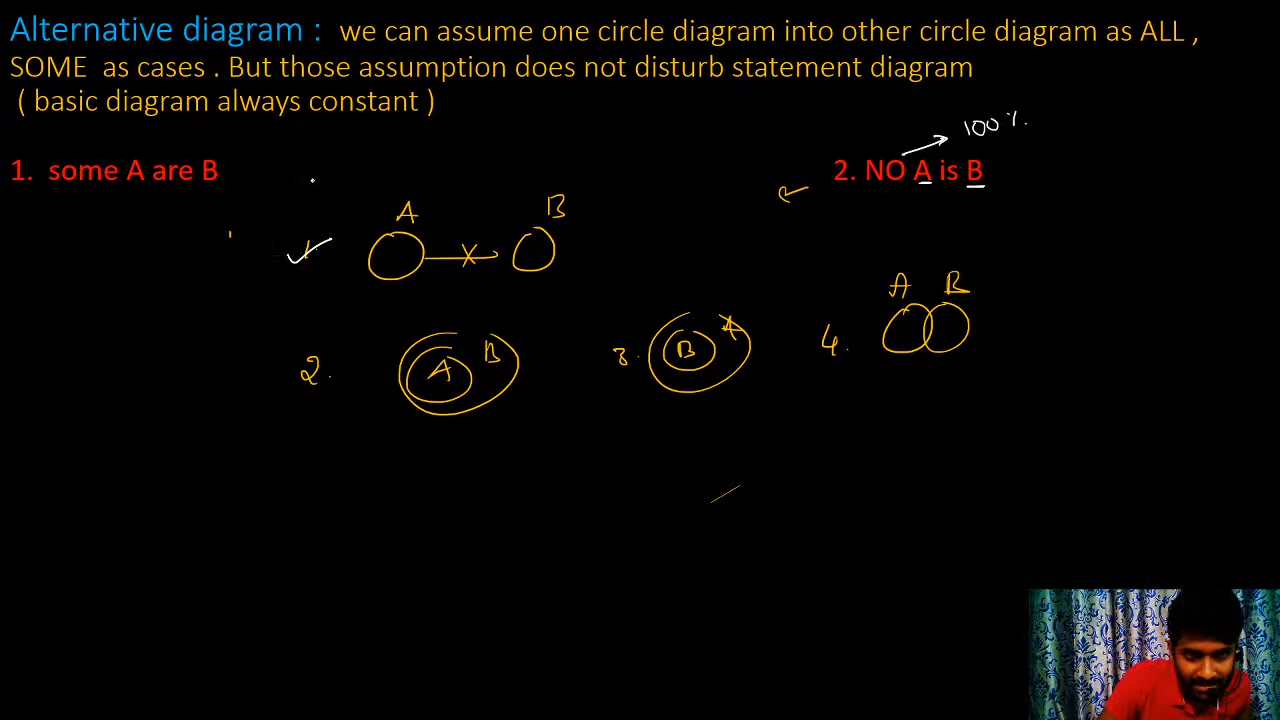 Alternative diagram : we can assume one circle diagram into other circle diagram as ALL ,
SOME as cases . But those assumption does not disturb statement diagram
( basic diagram always constant )
100%
1. some A are B
2. NO A is B
A B
A B
2. A B
3. B A
4.